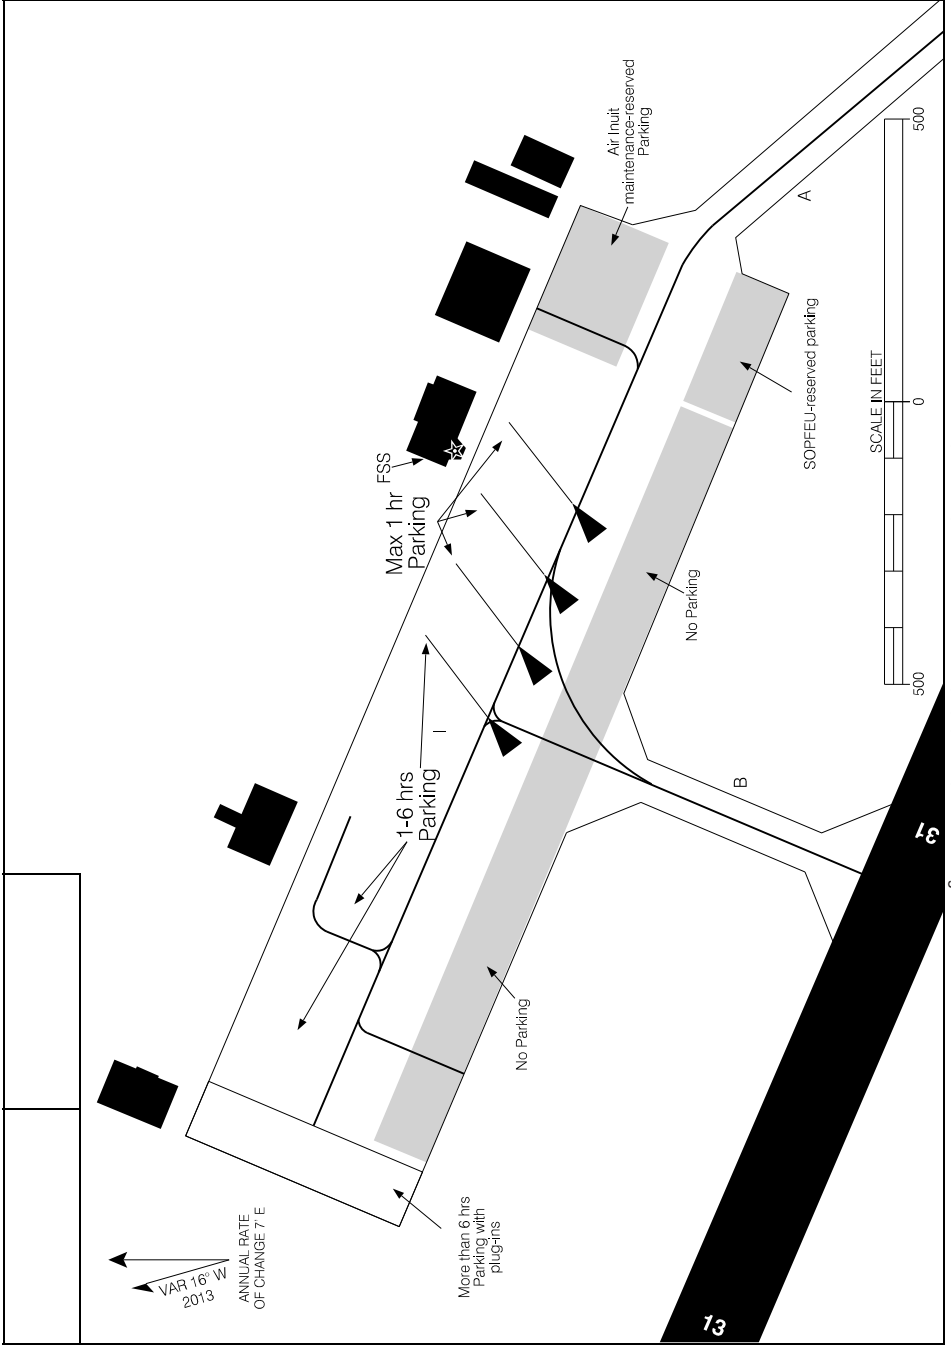 Air Inuit
maintenance-reserved
Parking
A
500
SOPFEU-reserved parking
SCALE IN FEET
0
FSS
Max 1 hr
Parking
No Parking
500
I
1-6 hrs
Parking
B
31
No Parking
More than 6 hrs
Parking with
plug-ins
VAR 16° W
2013
ANNUAL RATE
OF CHANGE 7' E
13